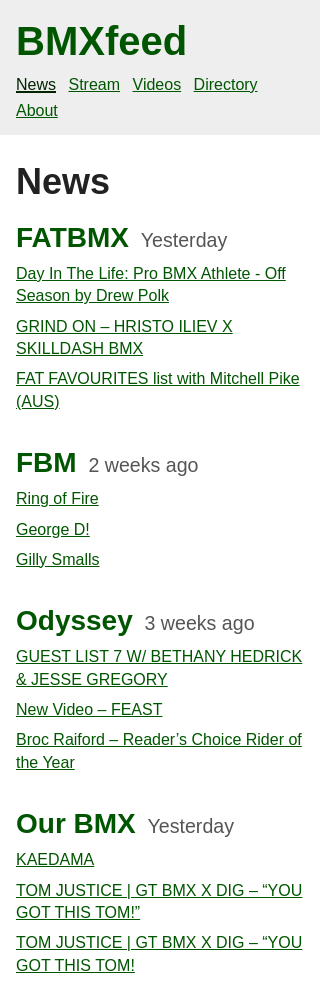 BMXfeed
News Stream Videos Directory
About
News
FATBMX Yesterday
Day In The Life: Pro BMX Athlete - Off
Season by Drew Polk
GRIND ON – HRISTO ILIEV X
SKILLDASH BMX
FAT FAVOURITES list with Mitchell Pike
(AUS)
FBM 2 weeks ago
Ring of Fire
George D!
Gilly Smalls
Odyssey 3 weeks ago
GUEST LIST 7 W/ BETHANY HEDRICK
& JESSE GREGORY
New Video – FEAST
Broc Raiford – Reader’s Choice Rider of
the Year
Our BMX Yesterday
KAEDAMA
TOM JUSTICE | GT BMX X DIG – “YOU
GOT THIS TOM!”
TOM JUSTICE | GT BMX X DIG – “YOU
GOT THIS TOM!